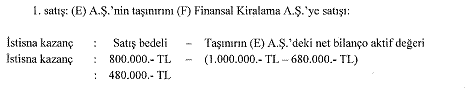 1. satış: (E) A.Ş.'nin taşınırını (F) Finansal Kiralama A.Ş.'ye satışı:
İstisna kazanç : Satış bedeli – Taşınırın (E) A.Ş.'deki net bilanço aktif değeri
İstisna kazanç : 800.000.- TL – (1.000.000.- TL – 680.000.- TL)
: 480.000.- TL